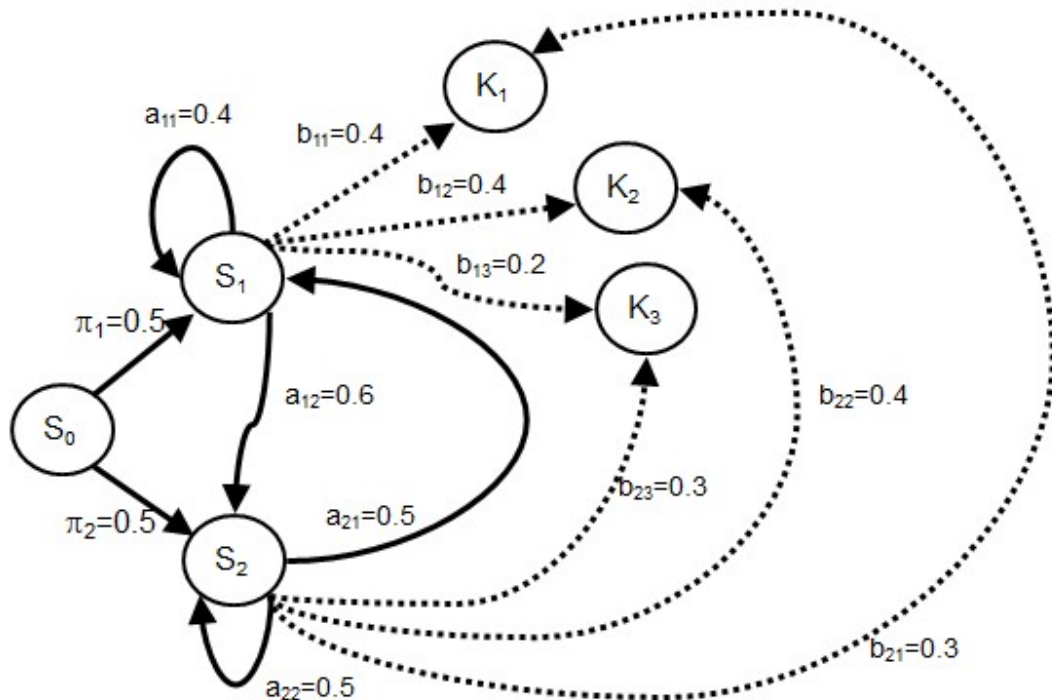 K₁
a₁₁=0.4
b₁₁=0.4
K₂
b₁₂=0.4
S₁
b₁₃=0.2
K₃
π₁=0.5
a₁₂=0.6
b₂₂=0.4
S₀
b₂₃=0.3
a₂₁=0.5
π₂=0.5
S₂
b₂₁=0.3
a₂₂=0.5